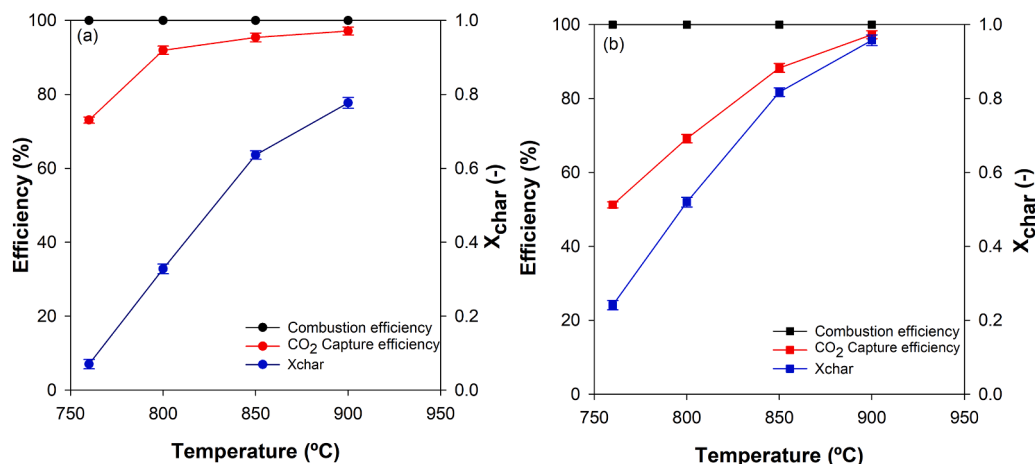 (a)
100
80
60
40
20
0
Efficiency (%)
1.0
0.8
0.6
0.4
0.2
0.0
Xchar (-)
Combustion efficiency
CO2 Capture efficiency
Xchar
750 800 850 900 950
Temperature (ºC)
(b)
100
80
60
40
20
0
Efficiency (%)
1.0
0.8
0.6
0.4
0.2
0.0
Xchar (-)
Combustion efficiency
CO2 Capture efficiency
Xchar
750 800 850 900 950
Temperature (ºC)